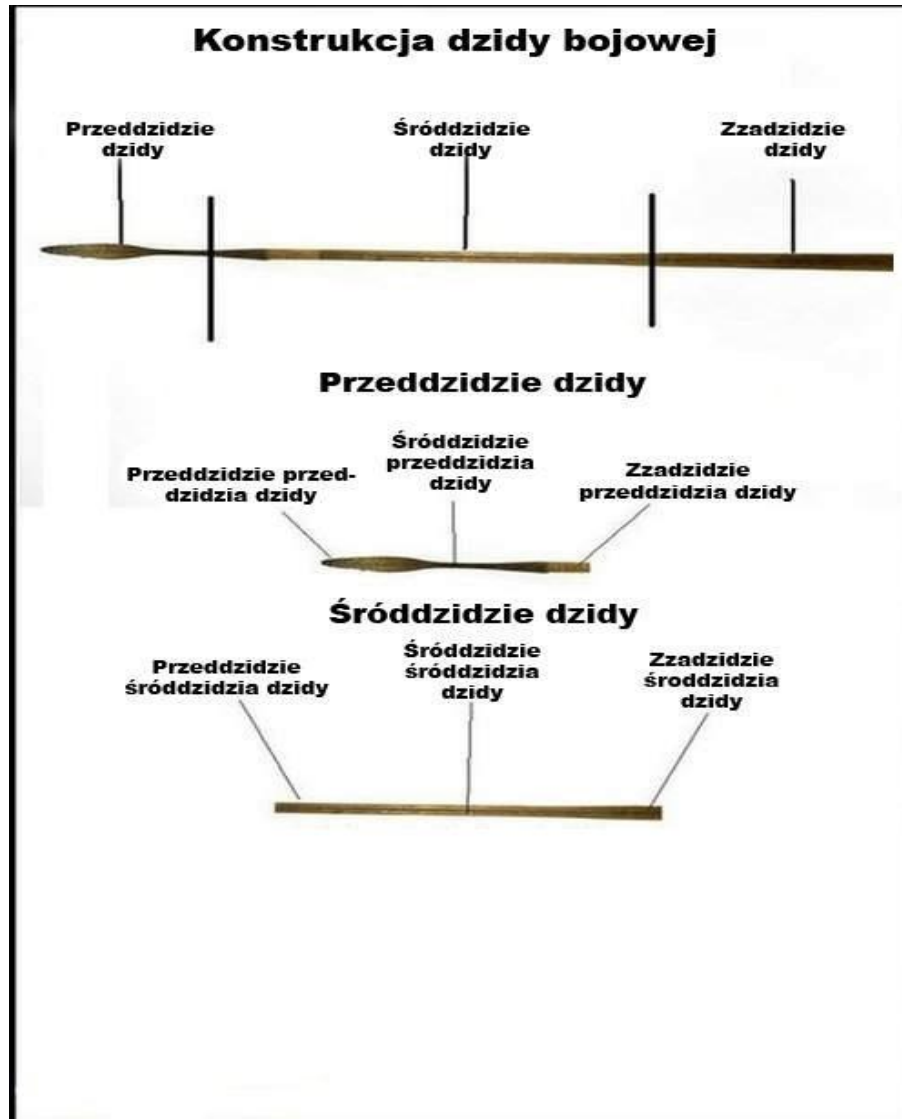 Konstrukcja dzidy bojowej
Przeddzidzie
dzidy
Śróddzidzie
dzidy
Zzadzidzie
dzidy
Przeddzidzie dzidy
Przeddzidzie przed-
dzidzia dzidy
Śróddzidzie
przeddzidzia
dzidy
Zzadzidzie
przeddzidzia dzidy
Śróddzidzie dzidy
Przeddzidzie
śróddzidzia dzidy
Śróddzidzie
śróddzidzia
dzidy
Zzadzidzie
środdzidzia
dzidy